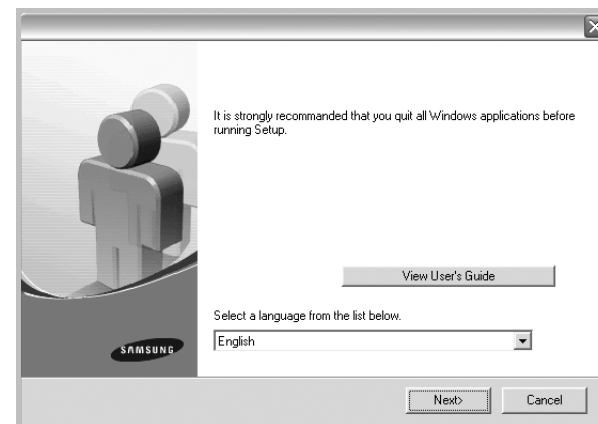 It is strongly recommanded that you quit all Windows applications before
running Setup.
View User's Guide
Select a language from the list below.
English
SAMSUNG
Next>
Cancel